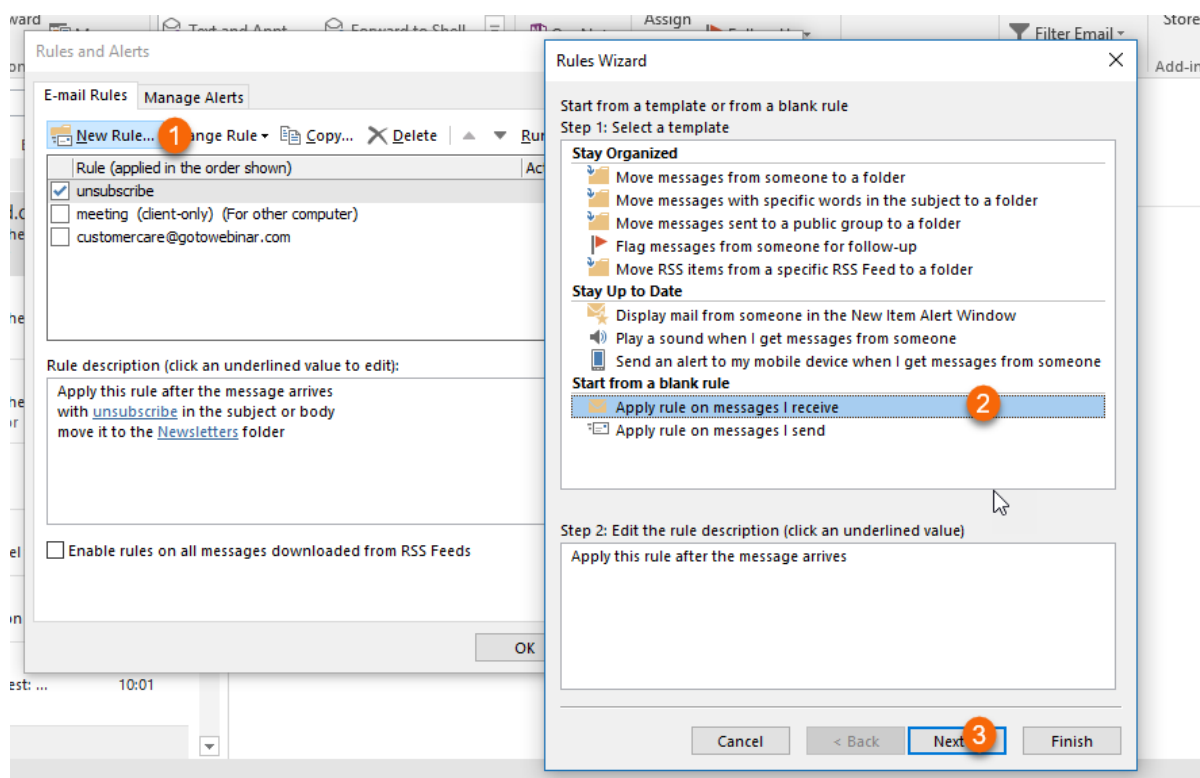 Assign
Store
Filter Email
Add-in
Rules and Alerts
E-mail Rules
Manage Alerts
New Rule...
1
Copy...
Delete
Rule (applied in the order shown)
unsubscribe
meeting (client-only) (For other computer)
customercare@gotowebinar.com
Rule description (click an underlined value to edit):
Apply this rule after the message arrives
with unsubscribe in the subject or body
move it to the Newsletters folder
Enable rules on all messages downloaded from RSS Feeds
OK
10:01
Rules Wizard
Start from a template or from a blank rule
Step 1: Select a template
Stay Organized
Move messages from someone to a folder
Move messages with specific words in the subject to a folder
Move messages sent to a public group to a folder
Flag messages from someone for follow-up
Move RSS items from a specific RSS Feed to a folder
Stay Up to Date
Display mail from someone in the New Item Alert Window
Play a sound when I get messages from someone
Send an alert to my mobile device when I get messages from someone
Start from a blank rule
Apply rule on messages I receive
2
Apply rule on messages I send
Step 2: Edit the rule description (click an underlined value)
Apply this rule after the message arrives
Cancel
< Back
Next
3
Finish